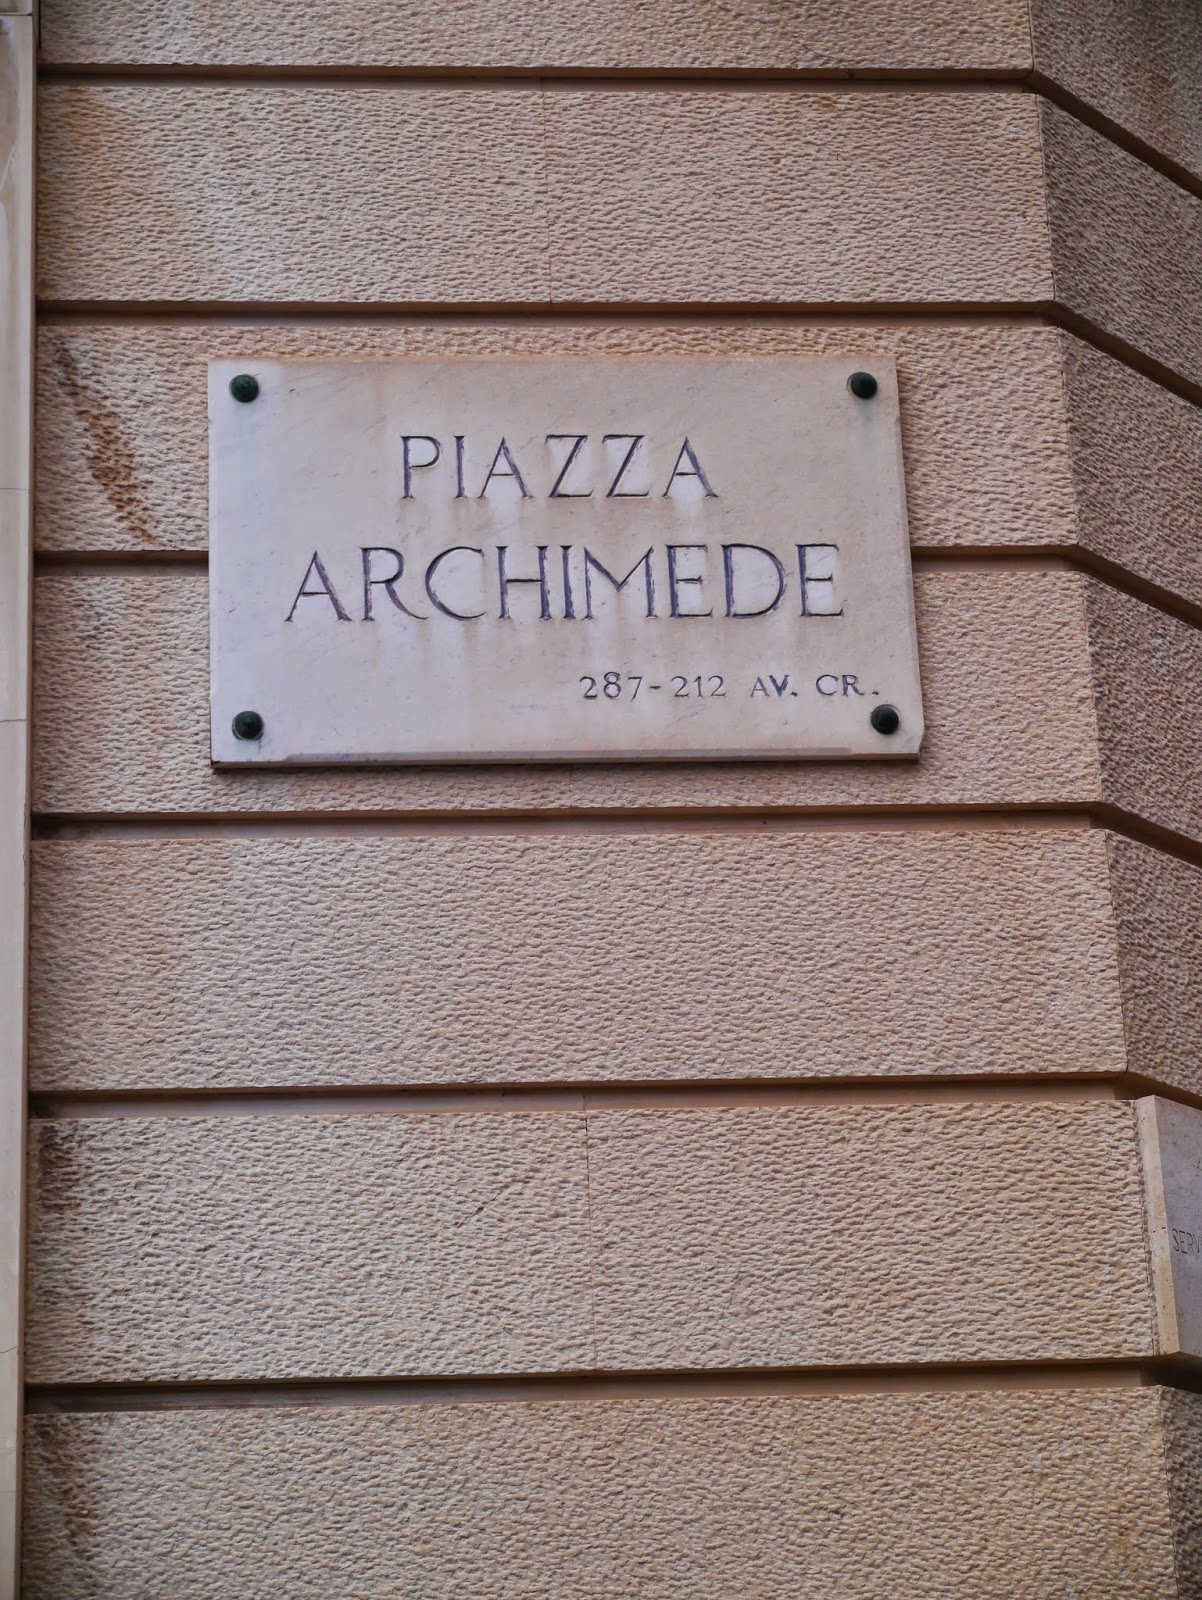 PIAZZA
ARCHIMEDE
287-212 AV. CR.